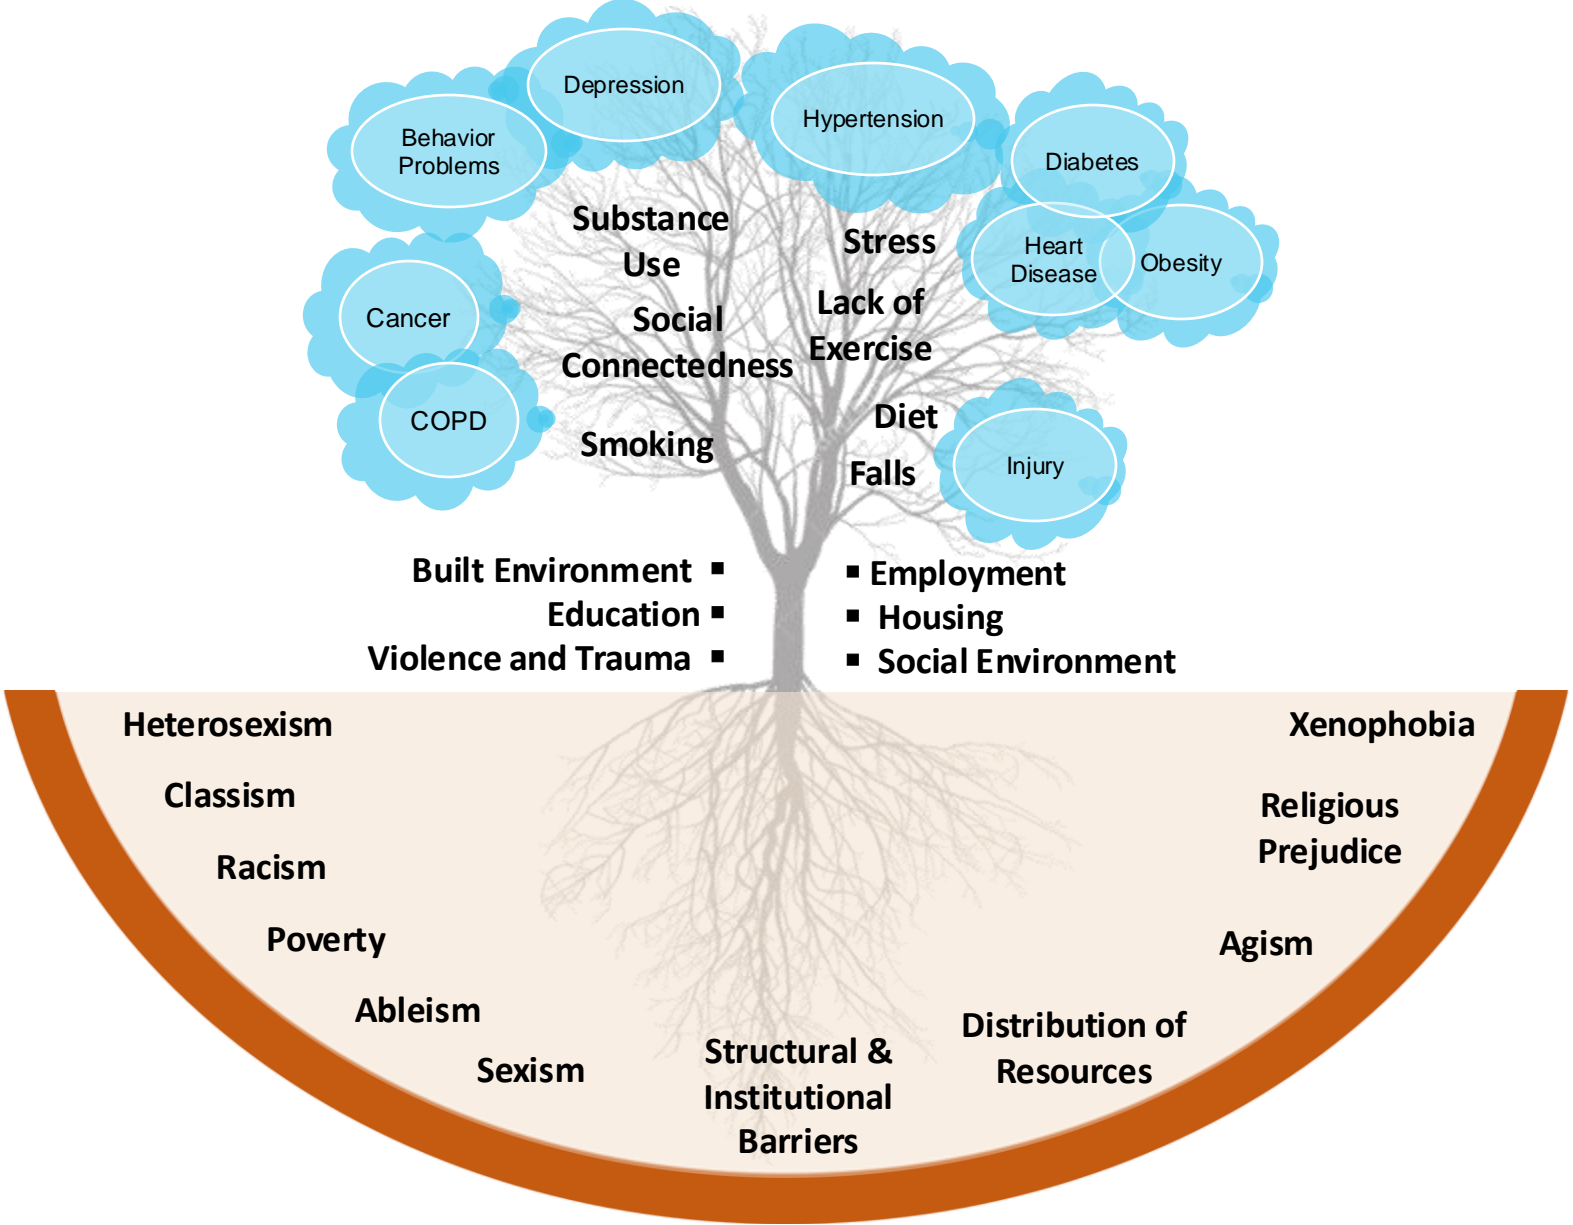 Depression
Behavior
Problems
Hypertension
Diabetes
Heart
Disease
Obesity
Cancer
COPD
Injury
Substance
Use
Social
Connectedness
Smoking
Stress
Lack of
Exercise
Diet
Falls
Built Environment ▪
Education ▪
Violence and Trauma ▪
▪ Employment
▪ Housing
▪ Social Environment
Heterosexism
Classism
Racism
Poverty
Ableism
Sexism
Structural &
Institutional
Barriers
Distribution of
Resources
Agism
Religious
Prejudice
Xenophobia